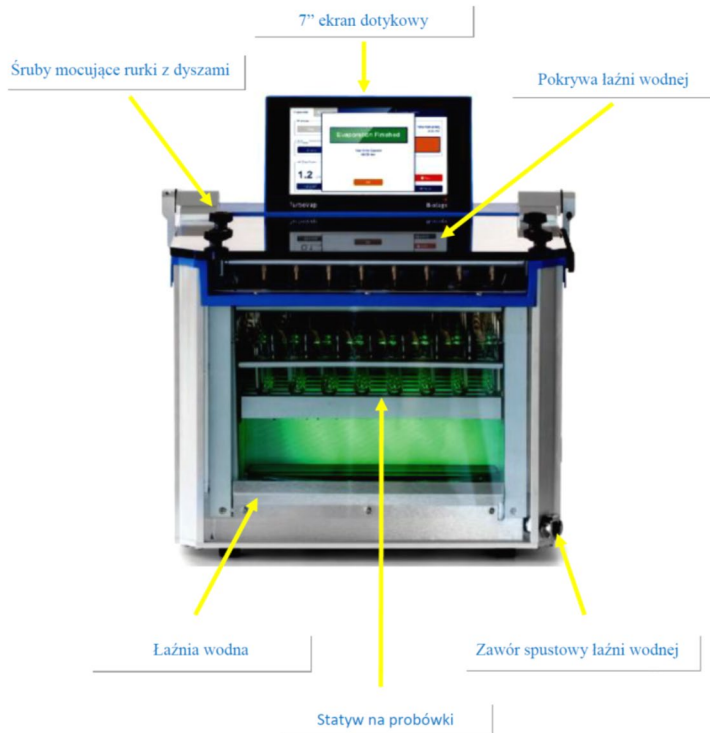 7” ekran dotykowy
Śruby mocujące rurki z dyszami
Pokrywa łaźni wodnej
Evaporation Finished
1.2
TurboVap
Biotage
Łaźnia wodna
Zawór spustowy łaźni wodnej
Statyw na probówki